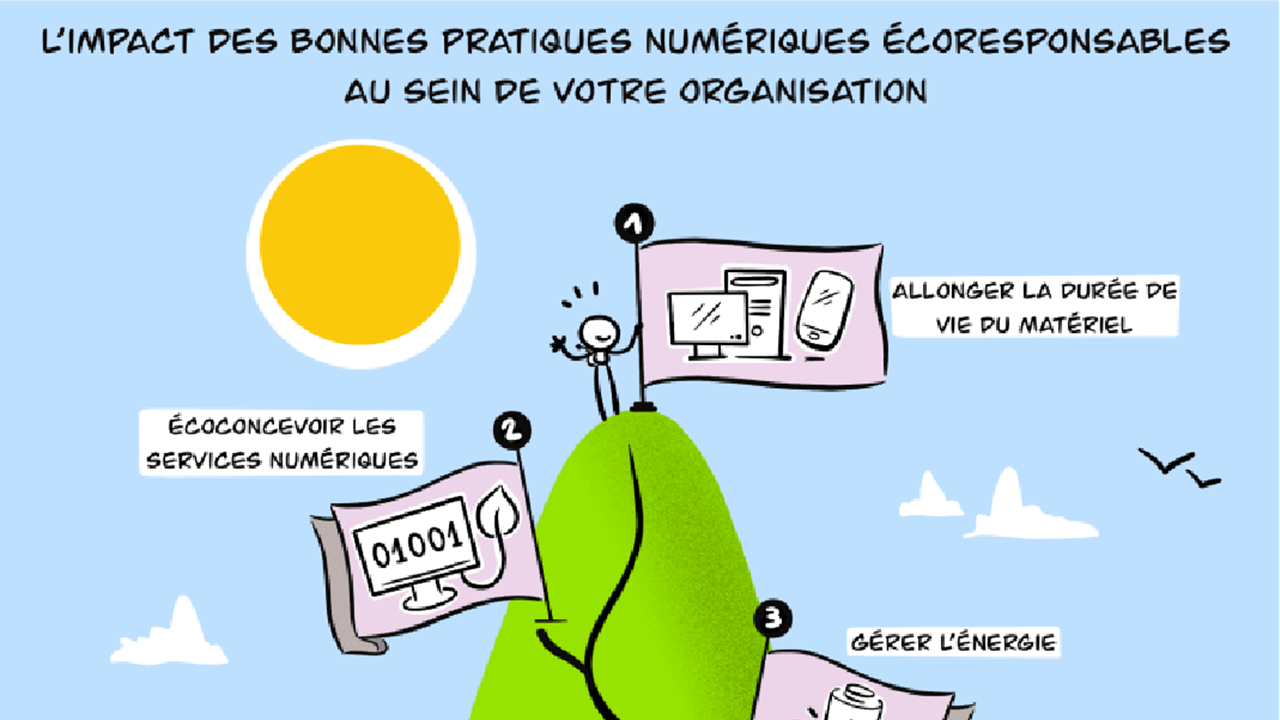 L'IMPACT DES BONNES PRATIQUES NUMÉRIQUES ÉCORESPONSABLES
AU SEIN DE VOTRE ORGANISATION
1
ALLONGER LA DURÉE DE
VIE DU MATÉRIEL
2
ÉCOCONCEVOIR LES
SERVICES NUMÉRIQUES
01001
3
GÉRER L'ÉNERGIE